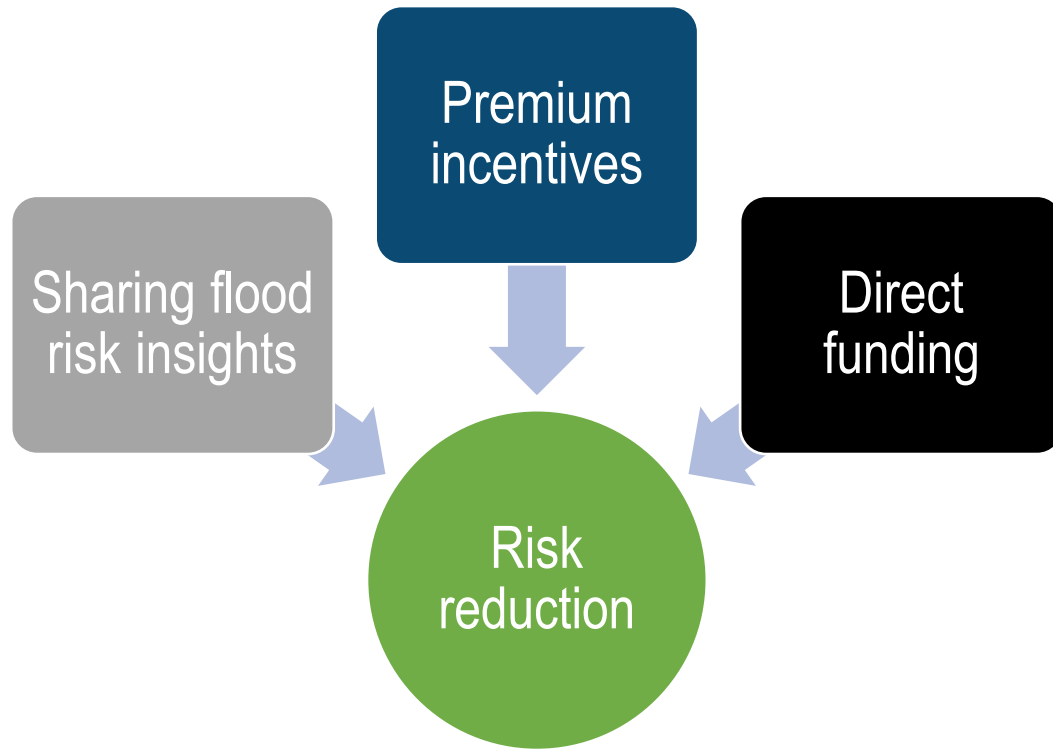 Premium
incentives
Sharing flood
risk insights
Direct
funding
Risk
reduction